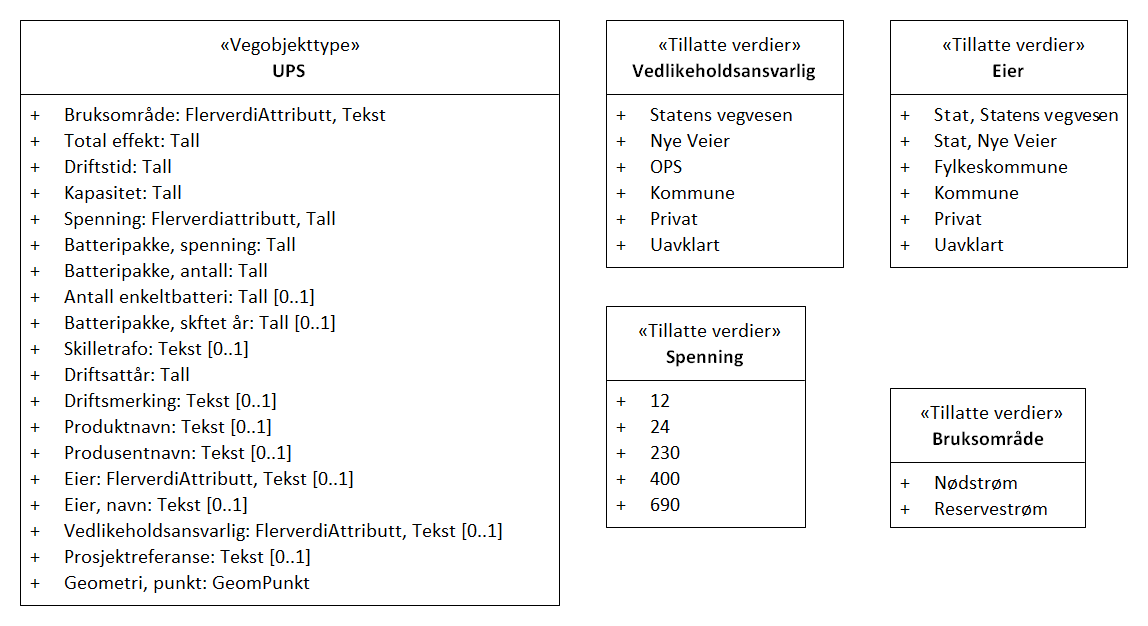 «Vegobjekttype»
UPS
+ Bruksområde: FlerverdiAttributt, Tekst
+ Total effekt: Tall
+ Driftstid: Tall
+ Kapasitet: Tall
+ Spenning: Flerverdiattributt, Tall
+ Batteripakke, spenning: Tall
+ Batteripakke, antall: Tall
+ Antall enkeltbatteri: Tall [0..1]
+ Batteripakke, skftet år: Tall [0..1]
+ Skilletrafo: Tekst [0..1]
+ Driftsattår: Tall
+ Driftsmerking: Tekst [0..1]
+ Produktnavn: Tekst [0..1]
+ Produsentnavn: Tekst [0..1]
+ Eier: FlerverdiAttributt, Tekst [0..1]
+ Eier, navn: Tekst [0..1]
+ Vedlikeholdsansvarlig: FlerverdiAttributt, Tekst [0..1]
+ Prosjektreferanse: Tekst [0..1]
+ Geometri, punkt: GeomPunkt
«Tillatte verdier»
Vedlikeholdsansvarlig
+ Statens vegvesen
+ Nye Veier
+ OPS
+ Kommune
+ Privat
+ Uavklart
«Tillatte verdier»
Eier
+ Stat, Statens vegvesen
+ Stat, Nye Veier
+ Fylkeskommune
+ Kommune
+ Privat
+ Uavklart
«Tillatte verdier»
Spenning
+ 12
+ 24
+ 230
+ 400
+ 690
«Tillatte verdier»
Bruksområde
+ Nødstrøm
+ Reservestrøm